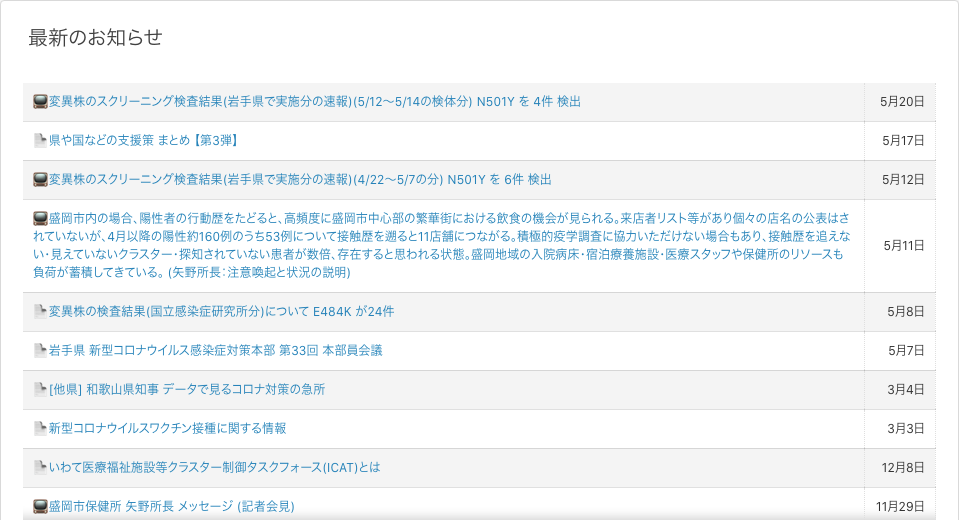 最新のお知らせ
変異株のスクリーニング検査結果(岩手県で実施分の速報)(5/12〜5/14の検体分) N501Y を 4件 検出 5月20日
県や国などの支援策 まとめ【第3弾】 5月17日
変異株のスクリーニング検査結果(岩手県で実施分の速報)(4/22〜5/7の分) N501Y を 6件 検出 5月12日
盛岡市内の場合、陽性者の行動歴をたどると、高頻度に盛岡市中心部の繁華街における飲食の機会が見られる。来店者リスト等があり個々の店名の公表はさ
れていないが、4月以降の陽性約160例のうち53例について接触歴を遡ると11店舗につながる。積極的疫学調査に協力いただけない場合もあり、接触歴を追えな
い・見えていないクラスター・探知されていない患者が数倍、存在すると思われる状態。盛岡地域の入院病床・宿泊療養施設・医療スタッフや保健所のリソースも
負荷が蓄積してきている。 (矢野所長：注意喚起と状況の説明) 5月11日
変異株の検査結果(国立感染症研究所分)について E484K が24件 5月8日
岩手県 新型コロナウイルス感染症対策本部 第33回 本部員会議 5月7日
[他県] 和歌山県知事 データで見るコロナ対策の急所 3月4日
新型コロナウイルスワクチン接種に関する情報 3月3日
いわて医療福祉施設等クラスター制御タスクフォース(ICAT)とは 12月8日
盛岡市保健所 矢野所長 メッセージ (記者会見) 11月29日